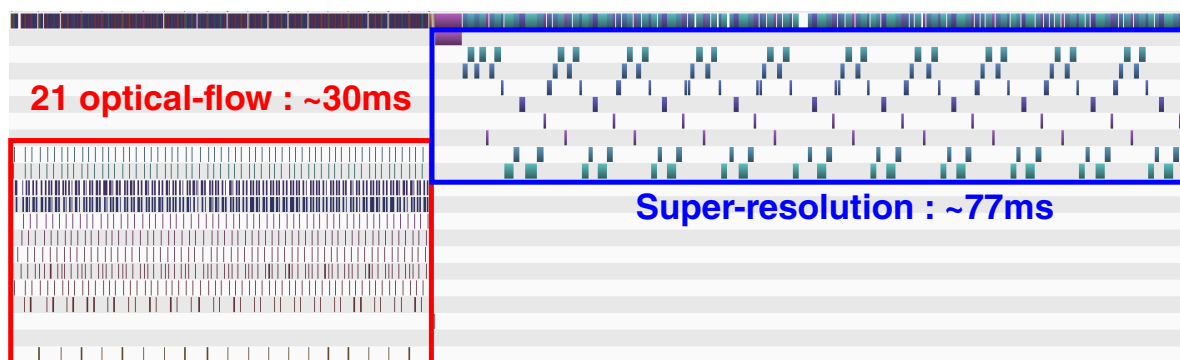 21 optical-flow : ~30ms
Super-resolution : ~77ms